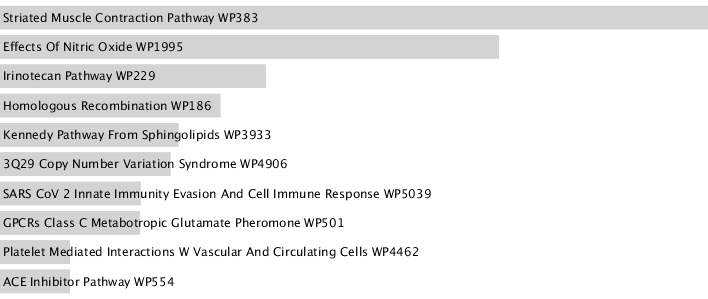 Striated Muscle Contraction Pathway WP383
Effects Of Nitric Oxide WP1995
Irinotecan Pathway WP229
Homologous Recombination WP186
Kennedy Pathway From Sphingolipids WP3933
3Q29 Copy Number Variation Syndrome WP4906
SARS CoV 2 Innate Immunity Evasion And Cell Immune Response WP5039
GPCRs Class C Metabotropic Glutamate Pheromone WP501
Platelet Mediated Interactions W Vascular And Circulating Cells WP4462
ACE Inhibitor Pathway WP554